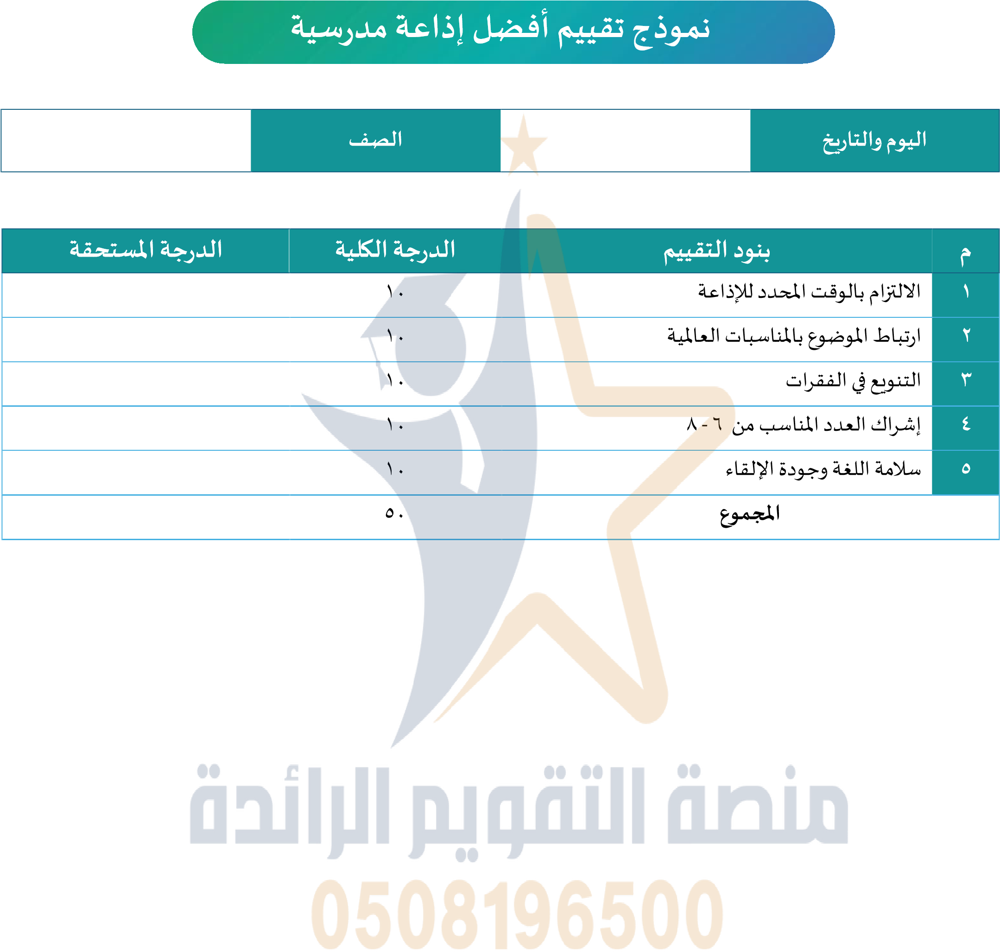 نموذج تقييم أفضل إذاعة مدرسية
اليوم والتاريخ الصف
م بنود التقييم الدرجة الكلية الدرجة المستحقة
١ الالتزام بالوقت المحدد للإذاعة ١٠
٢ ارتباط الموضوع بالمناسبات العالمية ١٠
٣ التنويع في الفقرات ١٠
٤ إشراك العدد المناسب من ٦ - ٨ ١٠
٥ سلامة اللغة وجودة الإلقاء ١٠
المجموع ٥٠
منصة التقويم الرائدة
0508196500